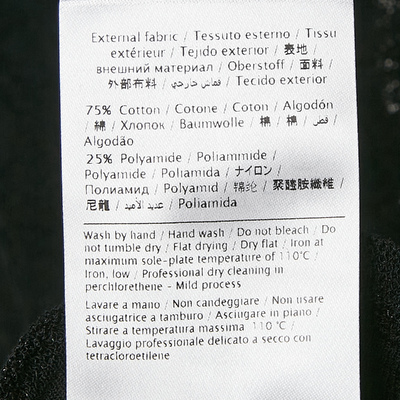 External fabric / Tessuto esterno / Tissu
extérieur / Tejido exterior / 表地 /
внешний материал / Oberstoff / 面料 /
外部布料 / قماش خارجي / Tecido exterior
75% Cotton / Cotone / Coton / Algodón
/ 綿 / Хлопок / Baumwolle / 棉 / 棉 / قطن /
Algodão
25% Polyamide / Poliammide /
Polyamide / Poliamida / ナイロン /
Полиамид / Polyamid / 锦纶 / 聚醯胺纖維 /
尼龍 / عديد الأميد / Poliamida
Wash by hand / Hand wash / Do not bleach / Do
not tumble dry / Flat drying / Dry flat / Iron at
maximum sole-plate temperature of 110°C /
Iron, low / Professional dry cleaning in
perchlorethene - Mild process
Lavare a mano / Non candeggiare / Non usare
asciugatrice a tamburo / Asciugare in piano /
Stirare a temperatura massima 110 °C /
Lavaggio professionale delicato a secco con
tetracloroetilene